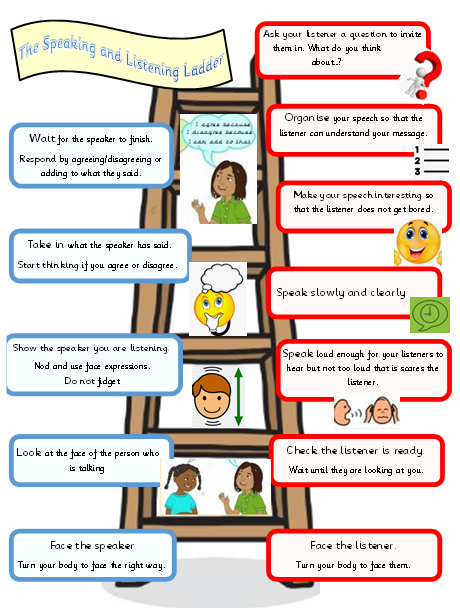 The Speaking and Listening Ladder
Ask your listener a question to invite
them in. What do you think
about..?
Organise your speech so that the
listener can understand your message.
1
2
3
I agree because
I disagree because
I can add to that
Wait for the speaker to finish.
Respond by agreeing/disagreeing or
adding to what they said.
Make your speech interesting so
that the listener does not get bored.
Take in what the speaker has said.
Start thinking if you agree or disagree.
Speak slowly and clearly
Show the speaker you are listening.
Nod and use face expressions.
Do not fidget
Speak loud enough for your listeners to
hear but not too loud that is scares the
listener.
Look at the face of the person who
is talking
Check the listener is ready.
Wait until they are looking at you.
Face the speaker
Turn your body to face the right way.
Face the listener.
Turn your body to face them.